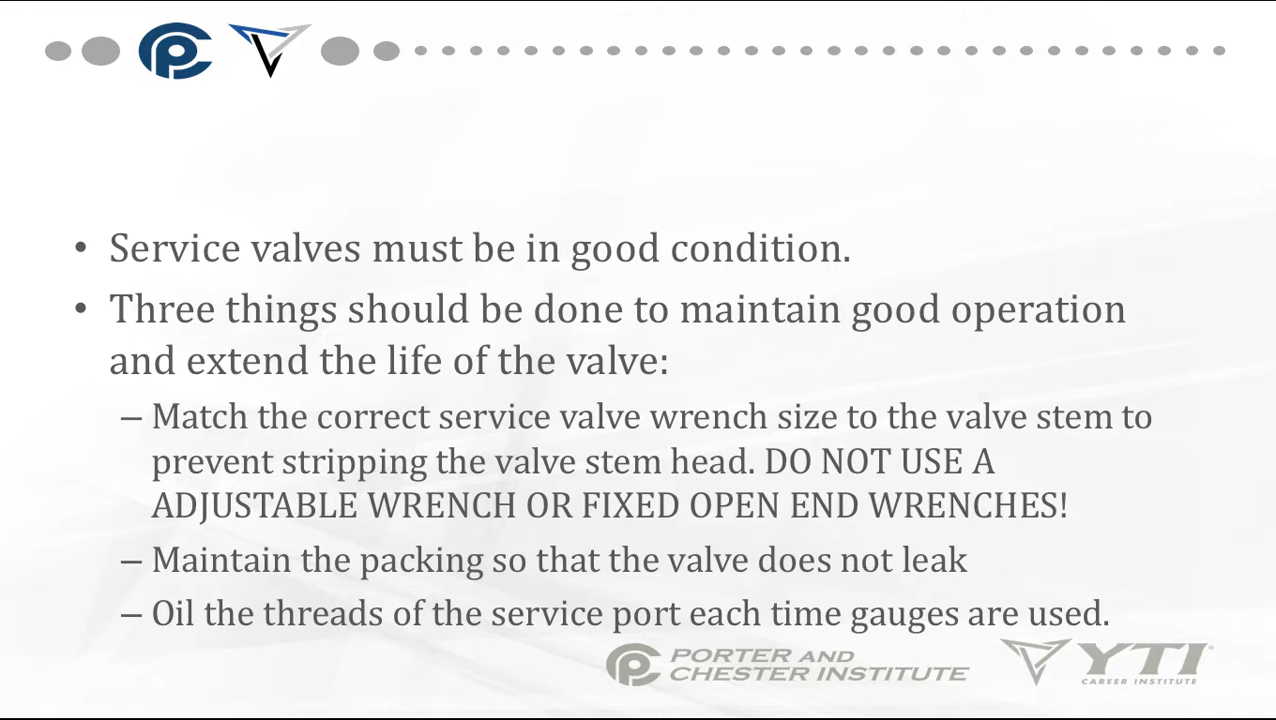 • Service valves must be in good condition.
• Three things should be done to maintain good operation
and extend the life of the valve:
– Match the correct service valve wrench size to the valve stem to
prevent stripping the valve stem head. DO NOT USE A
ADJUSTABLE WRENCH OR FIXED OPEN END WRENCHES!
– Maintain the packing so that the valve does not leak
– Oil the threads of the service port each time gauges are used.
PORTER AND
CHESTER INSTITUTE
YTI
CAREER INSTITUTE